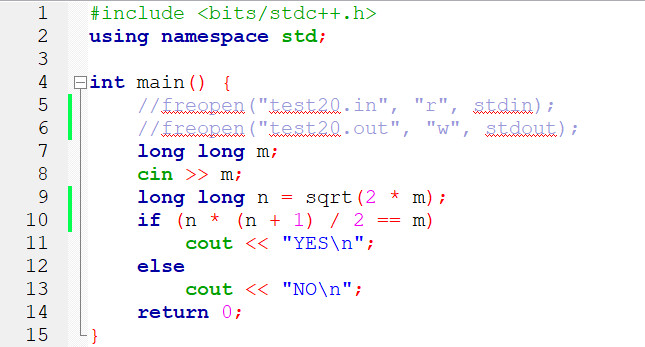 1 #include <bits/stdc++.h>
2 using namespace std;
3
4 int main() {
5 //freopen("test20.in", "r", stdin);
6 //freopen("test20.out", "w", stdout);
7 long long m;
8 cin >> m;
9 long long n = sqrt(2 * m);
10 if (n * (n + 1) / 2 == m)
11 cout << "YES\n";
12 else
13 cout << "NO\n";
14 return 0;
15 }